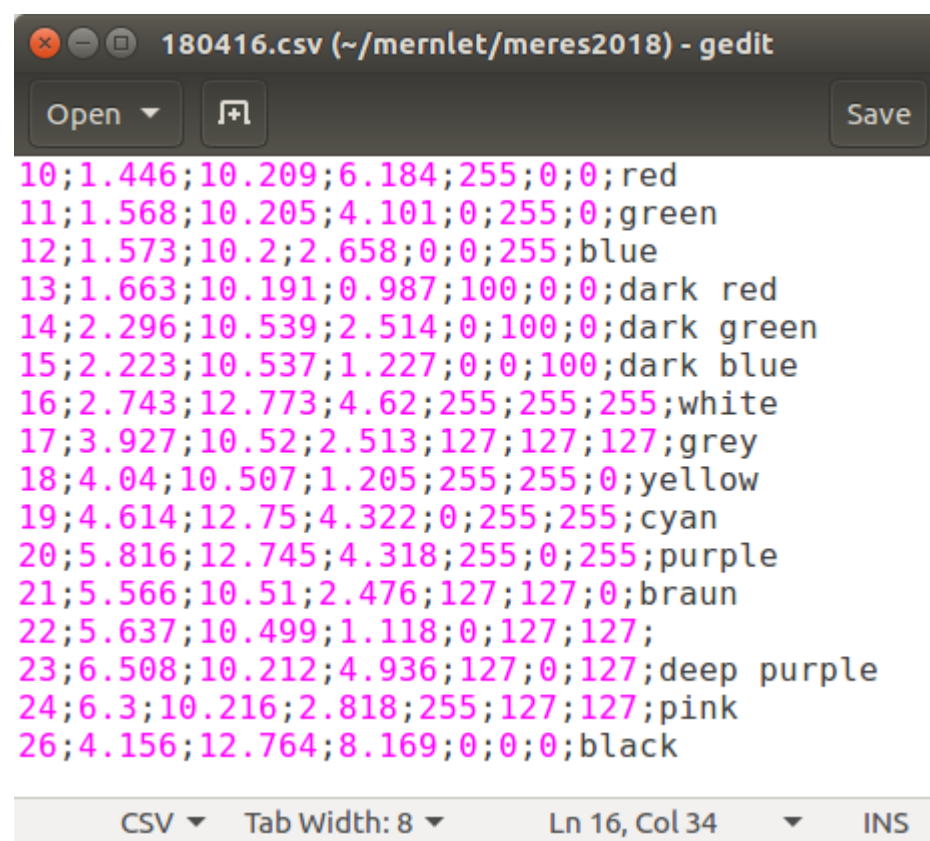 180416.csv (~/mernlet/meres2018) - gedit
Open Save
10;1.446;10.209;6.184;255;0;0;red
11;1.568;10.205;4.101;0;255;0;green
12;1.573;10.2;2.658;0;0;255;blue
13;1.663;10.191;0.987;100;0;0;dark red
14;2.296;10.539;2.514;0;100;0;dark green
15;2.223;10.537;1.227;0;0;100;dark blue
16;2.743;12.773;4.62;255;255;255;white
17;3.927;10.52;2.513;127;127;127;grey
18;4.04;10.507;1.205;255;255;0;yellow
19;4.614;12.75;4.322;0;255;255;cyan
20;5.816;12.745;4.318;255;0;255;purple
21;5.566;10.51;2.476;127;127;0;braun
22;5.637;10.499;1.118;0;127;127;
23;6.508;10.212;4.936;127;0;127;deep purple
24;6.3;10.216;2.818;255;127;127;pink
26;4.156;12.764;8.169;0;0;0;black
CSV Tab Width: 8 Ln 16, Col 34 INS